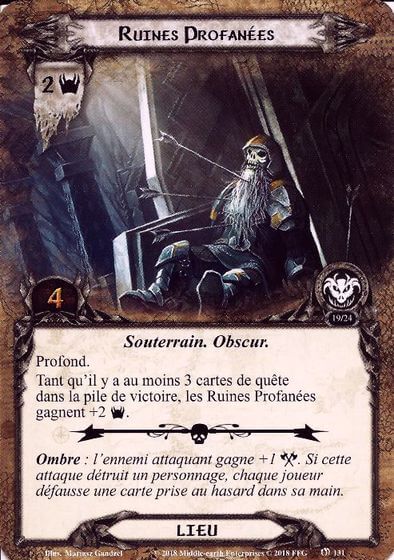 RUINES PROFANÉES
2
4
19/24
Souterrain. Obscur.
Profond.
Tant qu'il y a au moins 3 cartes de quête
dans la pile de victoire, les Ruines Profanées
gagnent +2 .
Ombre : l'ennemi attaquant gagne +1 . Si cette
attaque détruit un personnage, chaque joueur
défausse une carte prise au hasard dans sa main.
Illus. Mariusz Gandzel
LIEU
© 2018 Middle-earth Enterprises © 2018 FFG
131